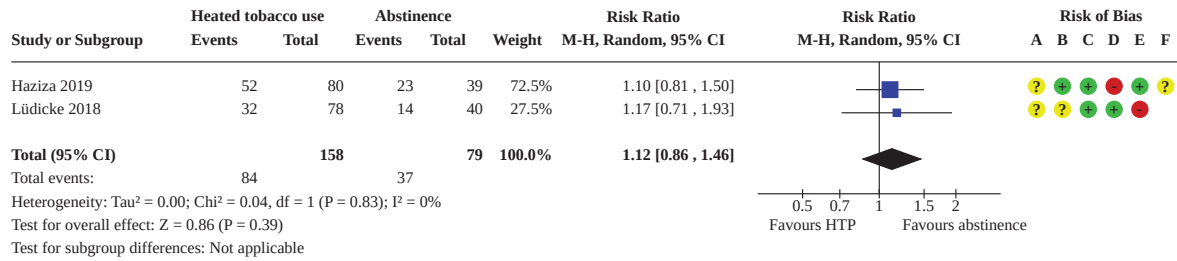 Heated tobacco use Abstinence Risk Ratio Risk Ratio Risk of Bias
Study or Subgroup Events Total Events Total Weight M-H, Random, 95% CI M-H, Random, 95% CI A B C D E F
Haziza 2019 52 80 23 39 72.5% 1.10 [0.81 , 1.50] ? + + - + ?
Lüdicke 2018 32 78 14 40 27.5% 1.17 [0.71 , 1.93] ? ? + + -
Total (95% CI) 158 79 100.0% 1.12 [0.86 , 1.46]
Total events: 84 37
Heterogeneity: Tau² = 0.00; Chi² = 0.04, df = 1 (P = 0.83); I² = 0%
0.5 0.7 1 1.5 2
Test for overall effect: Z = 0.86 (P = 0.39) Favours HTP Favours abstinence
Test for subgroup differences: Not applicable